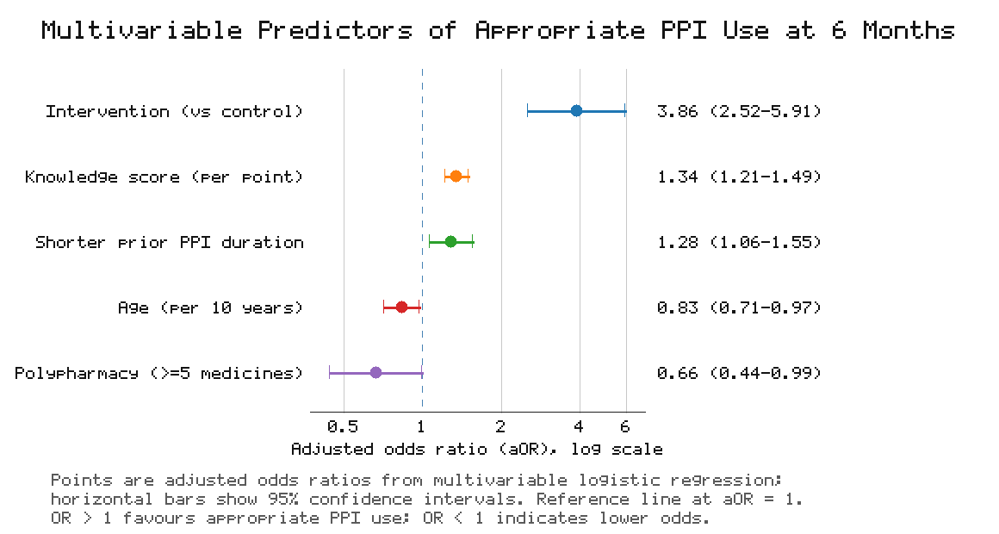 Multivariable Predictors of Appropriate PPI Use at 6 Months
Intervention (vs control) 3.86 (2.52–5.91)
Knowledge score (per point) 1.34 (1.21–1.49)
Shorter prior PPI duration 1.28 (1.06–1.55)
Age (per 10 years) 0.83 (0.71–0.97)
Polypharmacy (>=5 medicines) 0.66 (0.44–0.99)
0.5 1 2 4 6
Adjusted odds ratio (aOR), log scale
Points are adjusted odds ratios from multivariable logistic regression;
horizontal bars show 95% confidence intervals. Reference line at aOR = 1.
OR > 1 favours appropriate PPI use; OR < 1 indicates lower odds.